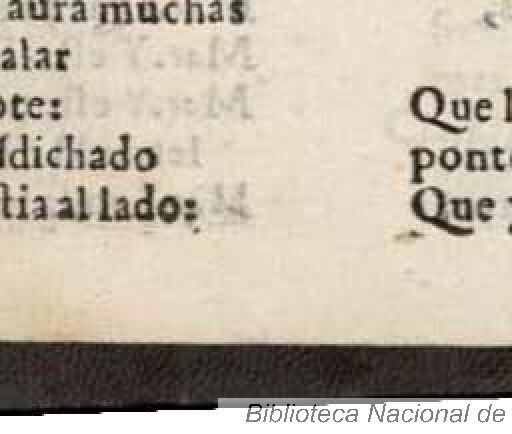 aura muchas
alar
ote:
sdichado
stia al lado:
Que
pont
Que
Biblioteca Nacional de